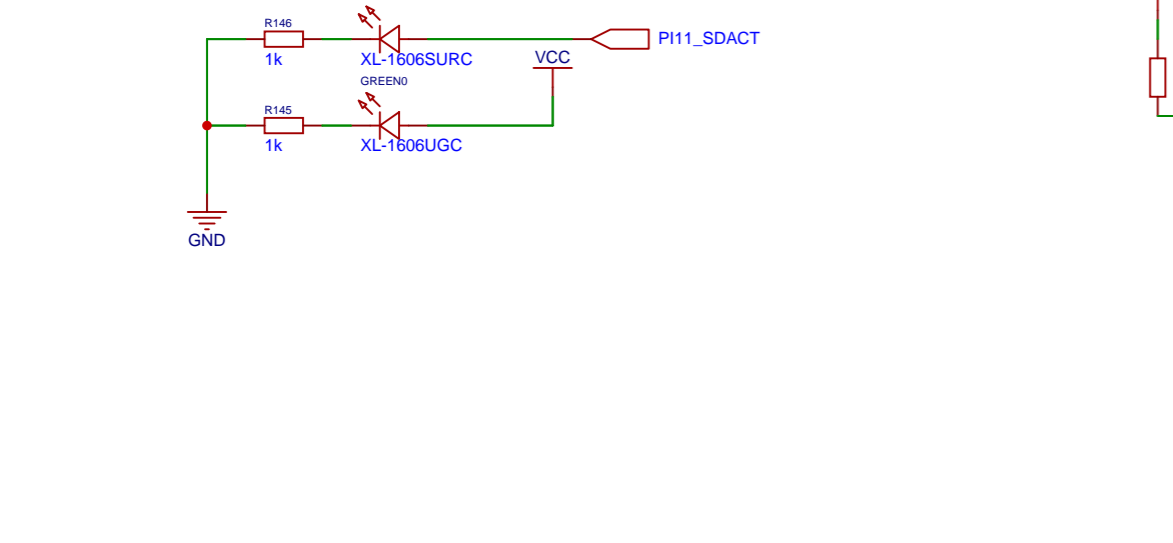 R146
1k
XL-1606SURC
PI11_SDACT
VCC
GREEN0
R145
1k
XL-1606UGC
GND